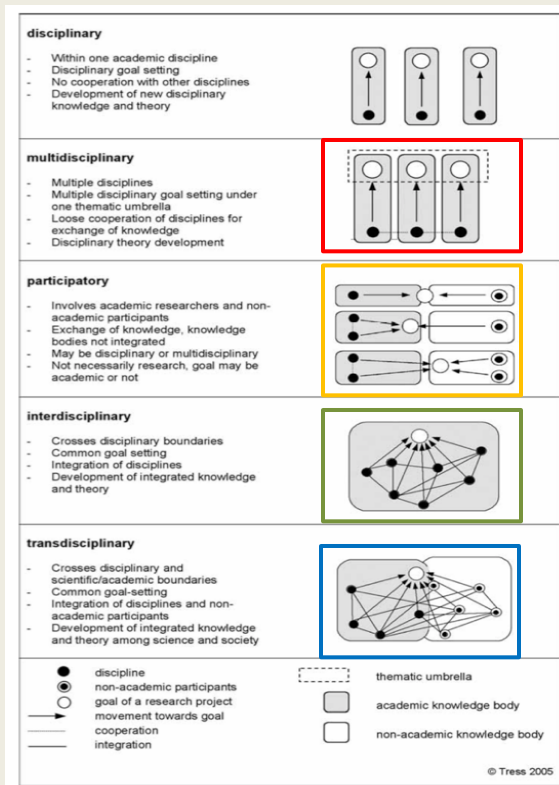 disciplinary
- Within one academic discipline
- Disciplinary goal setting
- No cooperation with other disciplines
- Development of new disciplinary
knowledge and theory
multidisciplinary
- Multiple disciplines
- Multiple disciplinary goal setting under
one thematic umbrella
- Loose cooperation of disciplines for
exchange of knowledge
- Disciplinary theory development
participatory
- Involves academic researchers and non-
academic participants
- Exchange of knowledge, knowledge
bodies not integrated
- May be disciplinary or multidisciplinary
- Not necessarily research, goal may be
academic or not
interdisciplinary
- Crosses disciplinary boundaries
- Common goal setting
- Integration of disciplines
- Development of integrated knowledge
and theory
transdisciplinary
- Crosses disciplinary and
scientific/academic boundaries
- Common goal-setting
- Integration of disciplines and non-
academic participants
- Development of integrated knowledge
and theory among science and society
discipline
non-academic participants
goal of a research project
movement towards goal
cooperation
integration
thematic umbrella
academic knowledge body
non-academic knowledge body
© Tress 2005